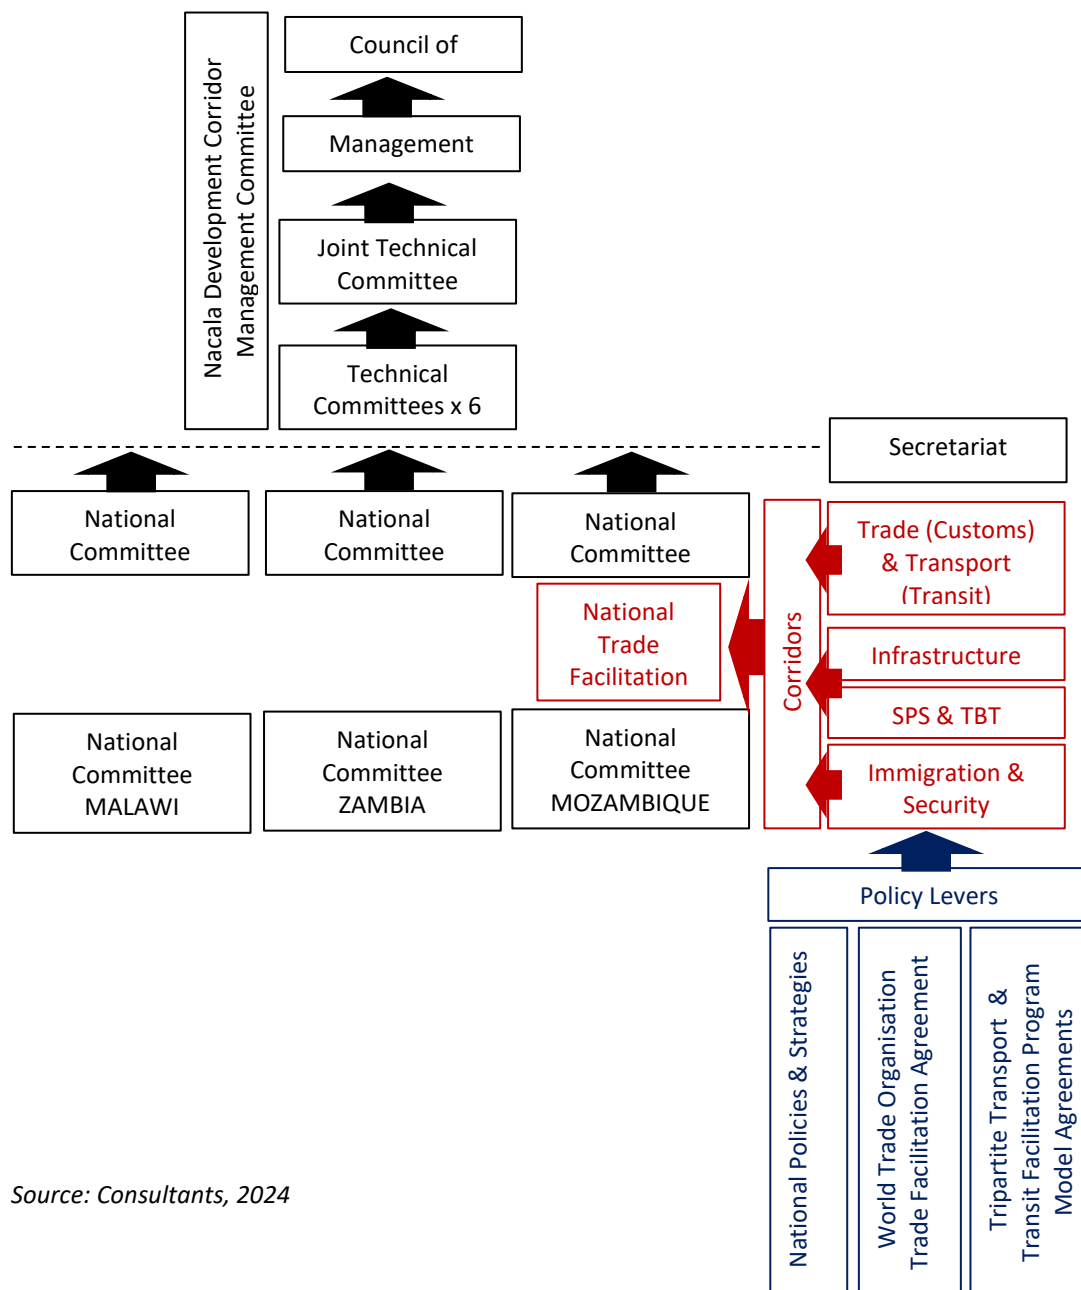 Council of
Nacala Development Corridor
Management Committee
Management
Joint Technical
Committee
Technical
Committees x 6
Secretariat
National
Committee
National
Committee
National
Committee
Trade (Customs)
& Transport
(Transit)
National
Trade
Facilitation
Corridors
Infrastructure
SPS & TBT
National
Committee
MALAWI
National
Committee
ZAMBIA
National
Committee
MOZAMBIQUE
Immigration &
Security
Policy Levers
National Policies & Strategies
World Trade Organisation
Trade Facilitation Agreement
Tripartite Transport &
Transit Facilitation Program
Model Agreements
Source: Consultants, 2024